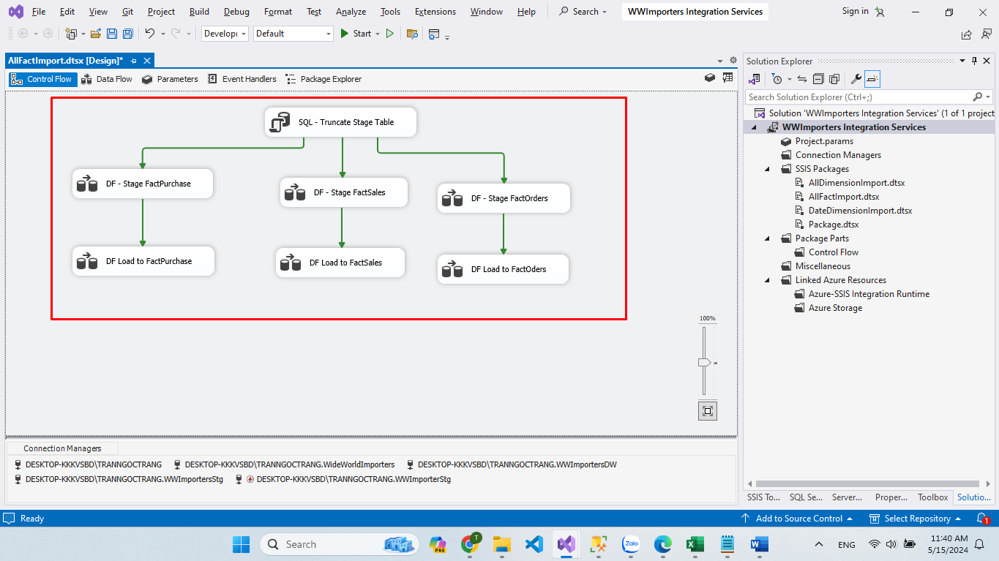 File Edit View Git Project Build Debug Format Test Analyze Tools Extensions Window Help Search WWImporters Integration Services Sign in
Developi Default Start
AllFactImport.dtsx [Design]*
Control Flow Data Flow Parameters Event Handlers Package Explorer
SQL - Truncate Stage Table
DF - Stage FactPurchase
DF - Stage FactSales
DF - Stage FactOrders
DF Load to FactPurchase
DF Load to FactSales
DF Load to FactOders
100%
Connection Managers
DESKTOP-KKKVSBD\TRANNGOCTRANG DESKTOP-KKKVSBD\TRANNGOCTRANG.WideWorldImporters DESKTOP-KKKVSBD\TRANNGOCTRANG.WWImportersDW
DESKTOP-KKKVSBD\TRANNGOCTRANG.WWImportersStg DESKTOP-KKKVSBD\TRANNGOCTRANG.WWImporterStg
Solution Explorer
Search Solution Explorer (Ctrl+;)
Solution 'WWImporters Integration Services' (1 of 1 project
WWImporters Integration Services
Project.params
Connection Managers
SSIS Packages
AllDimensionImport.dtsx
AllFactImport.dtsx
DateDimensionImport.dtsx
Package.dtsx
Package Parts
Control Flow
Miscellaneous
Linked Azure Resources
Azure-SSIS Integration Runtime
Azure Storage
SSIS To... SQL Se... Server... Proper... Toolbox Solutio...
Ready Add to Source Control Select Repository 1
Search PRE T Zalo ENG 11:40 AM
5/15/2024